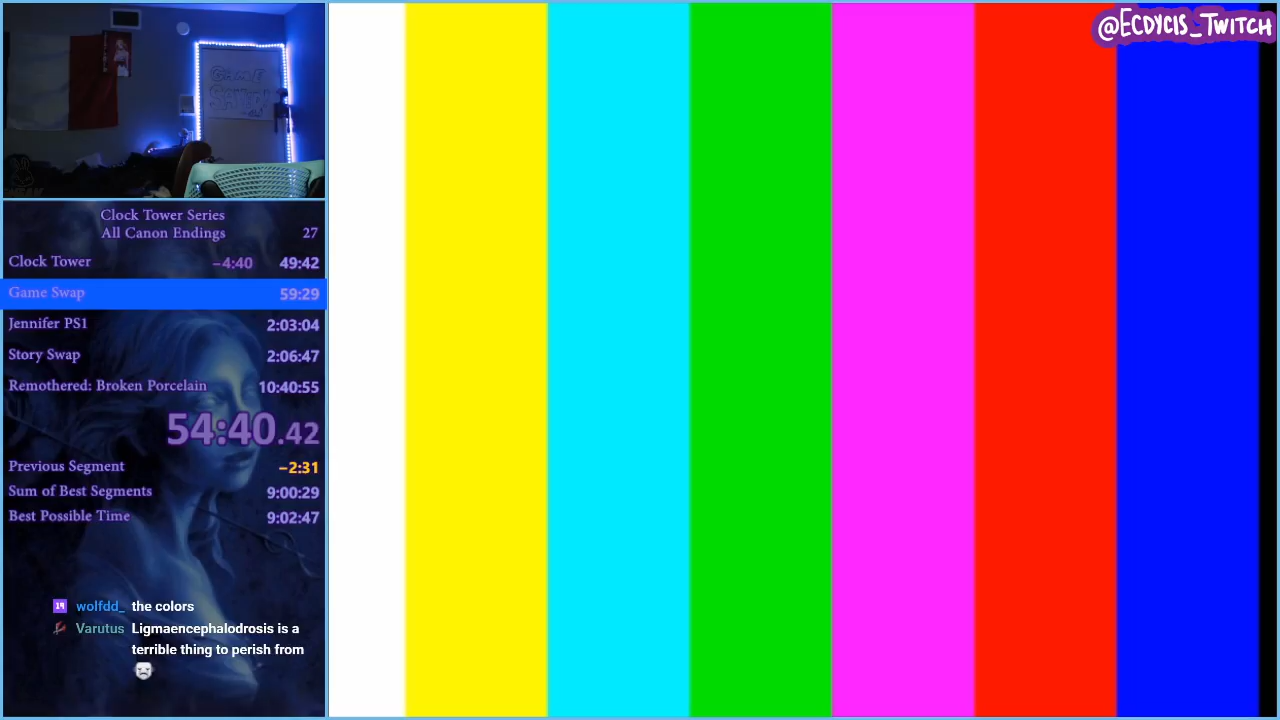 @Ecdycis_Twitch
GAME
Clock Tower Series
All Canon Endings 27
Clock Tower −4:40 49:42
Game Swap 59:29
Jennifer PS1 2:03:04
Story Swap 2:06:47
Remothered: Broken Porcelain 10:40:55
54:40.42
Previous Segment −2:31
Sum of Best Segments 9:00:29
Best Possible Time 9:02:47
19 wolfdd_ the colors
Varutus Ligmaencephalodrosis is a
terrible thing to perish from